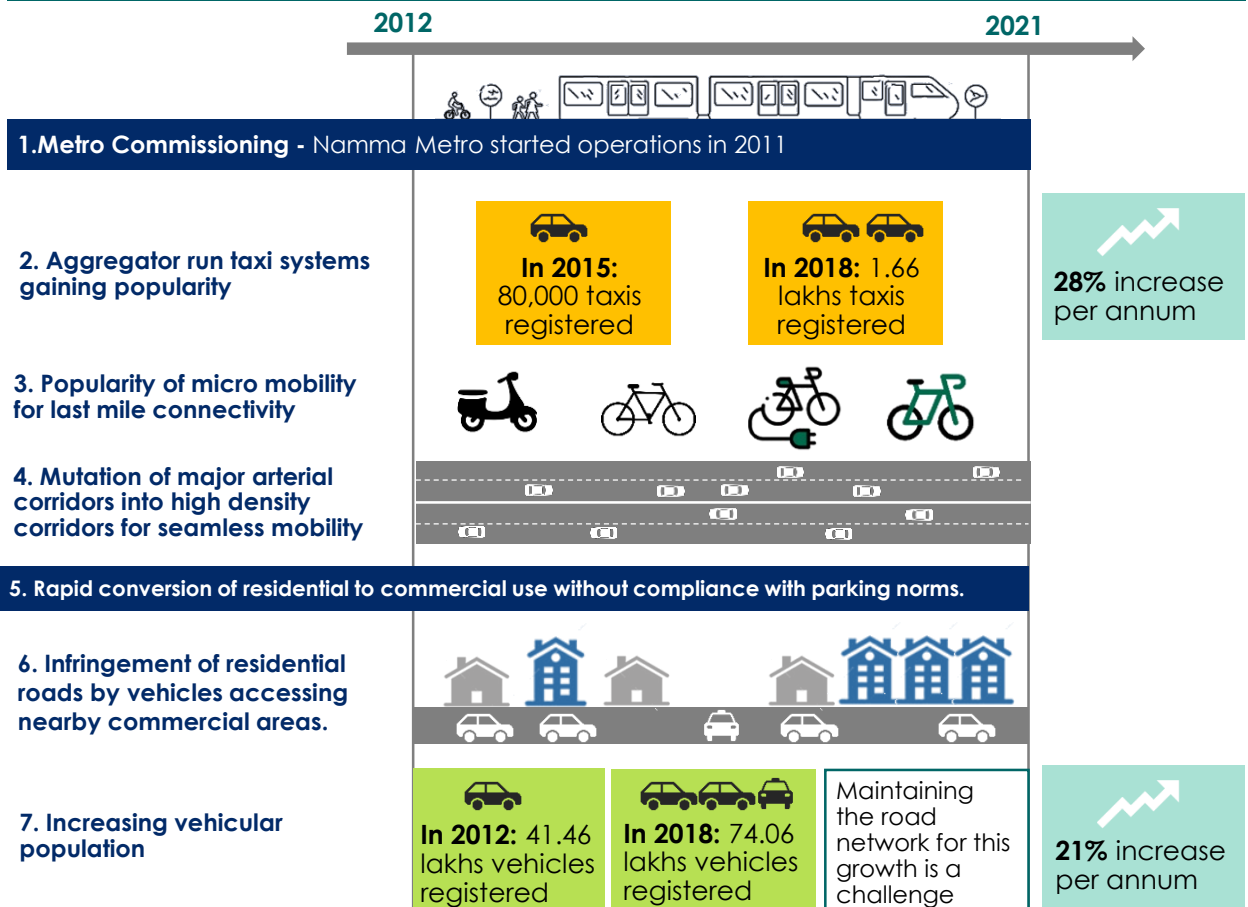 2012
2021
1.Metro Commissioning - Namma Metro started operations in 2011
2. Aggregator run taxi systems
gaining popularity
In 2015:
80,000 taxis
registered
In 2018: 1.66
lakhs taxis
registered
28% increase
per annum
3. Popularity of micro mobility
for last mile connectivity
4. Mutation of major arterial
corridors into high density
corridors for seamless mobility
5. Rapid conversion of residential to commercial use without compliance with parking norms.
6. Infringement of residential
roads by vehicles accessing
nearby commercial areas.
7. Increasing vehicular
population
In 2012: 41.46
lakhs vehicles
registered
In 2018: 74.06
lakhs vehicles
registered
Maintaining
the road
network for this
growth is a
challenge
21% increase
per annum